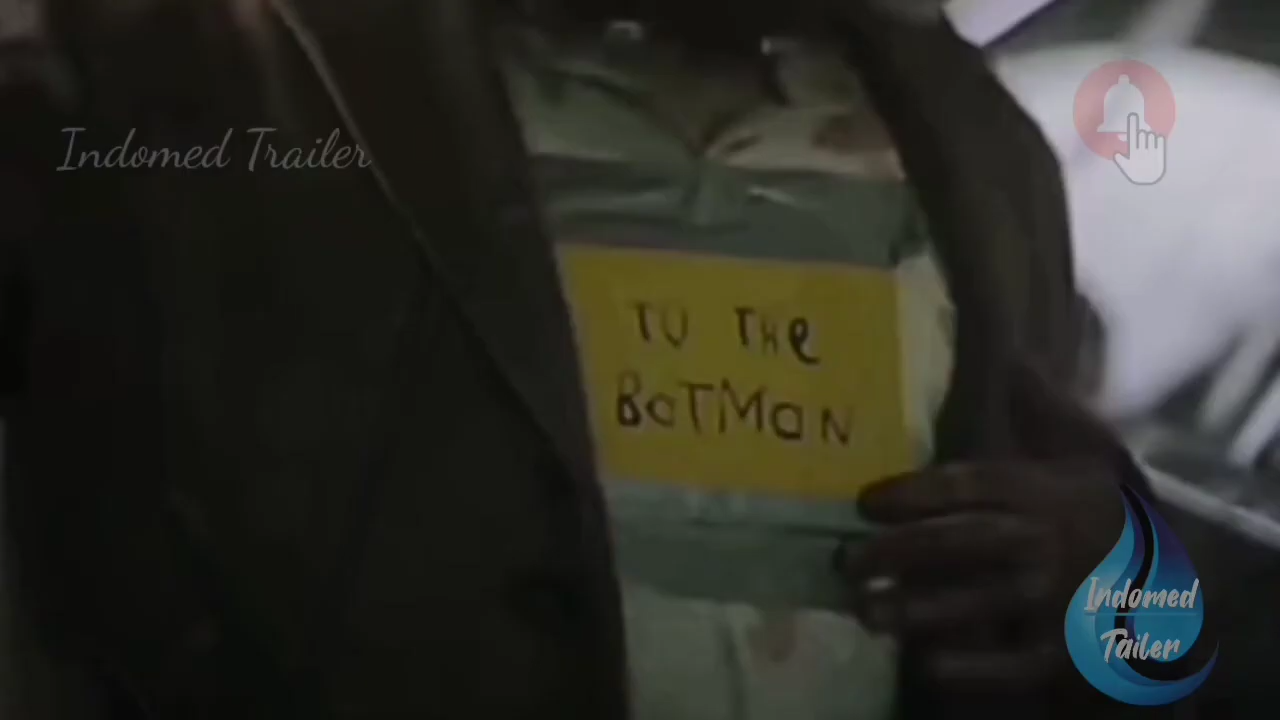 Indomed Trailer
TO THE
BaTMaN
Indomed
Tailer